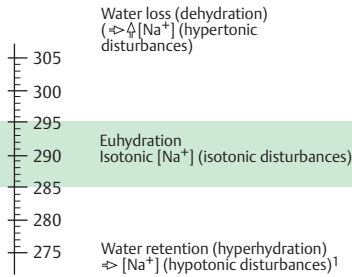 Water loss (dehydration)
(➩⇧[Na⁺] (hypertonic
disturbances)
305
300
295
Euhydration
290
Isotonic [Na⁺] (isotonic disturbances)
285
280
Water retention (hyperhydration)
275
➩ [Na⁺] (hypotonic disturbances)¹